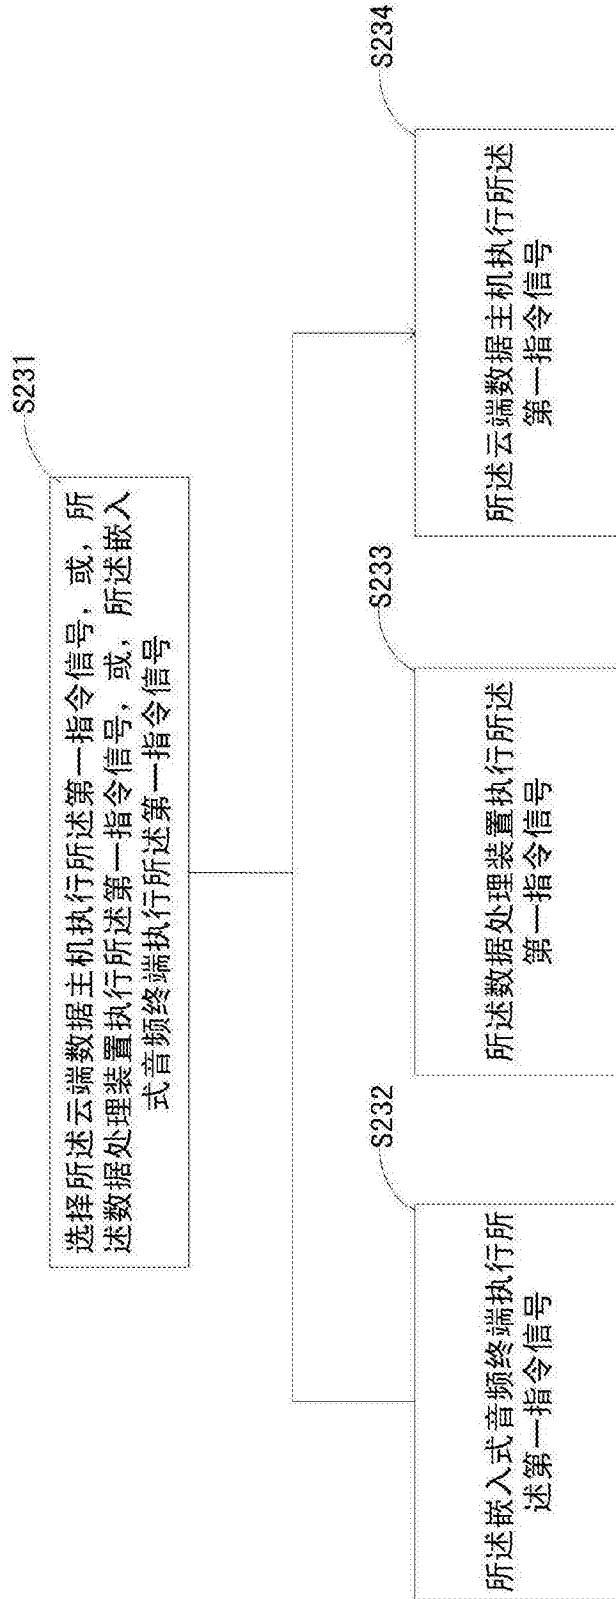 S231
选择所述云端数据主机执行所述第一指令信号，或，所
述数据处理装置执行所述第一指令信号，或，所述嵌入
式音频终端执行所述第一指令信号
S232
所述嵌入式音频终端执行所
述第一指令信号
S233
所述数据处理装置执行所述
第一指令信号
S234
所述云端数据主机执行所述
第一指令信号